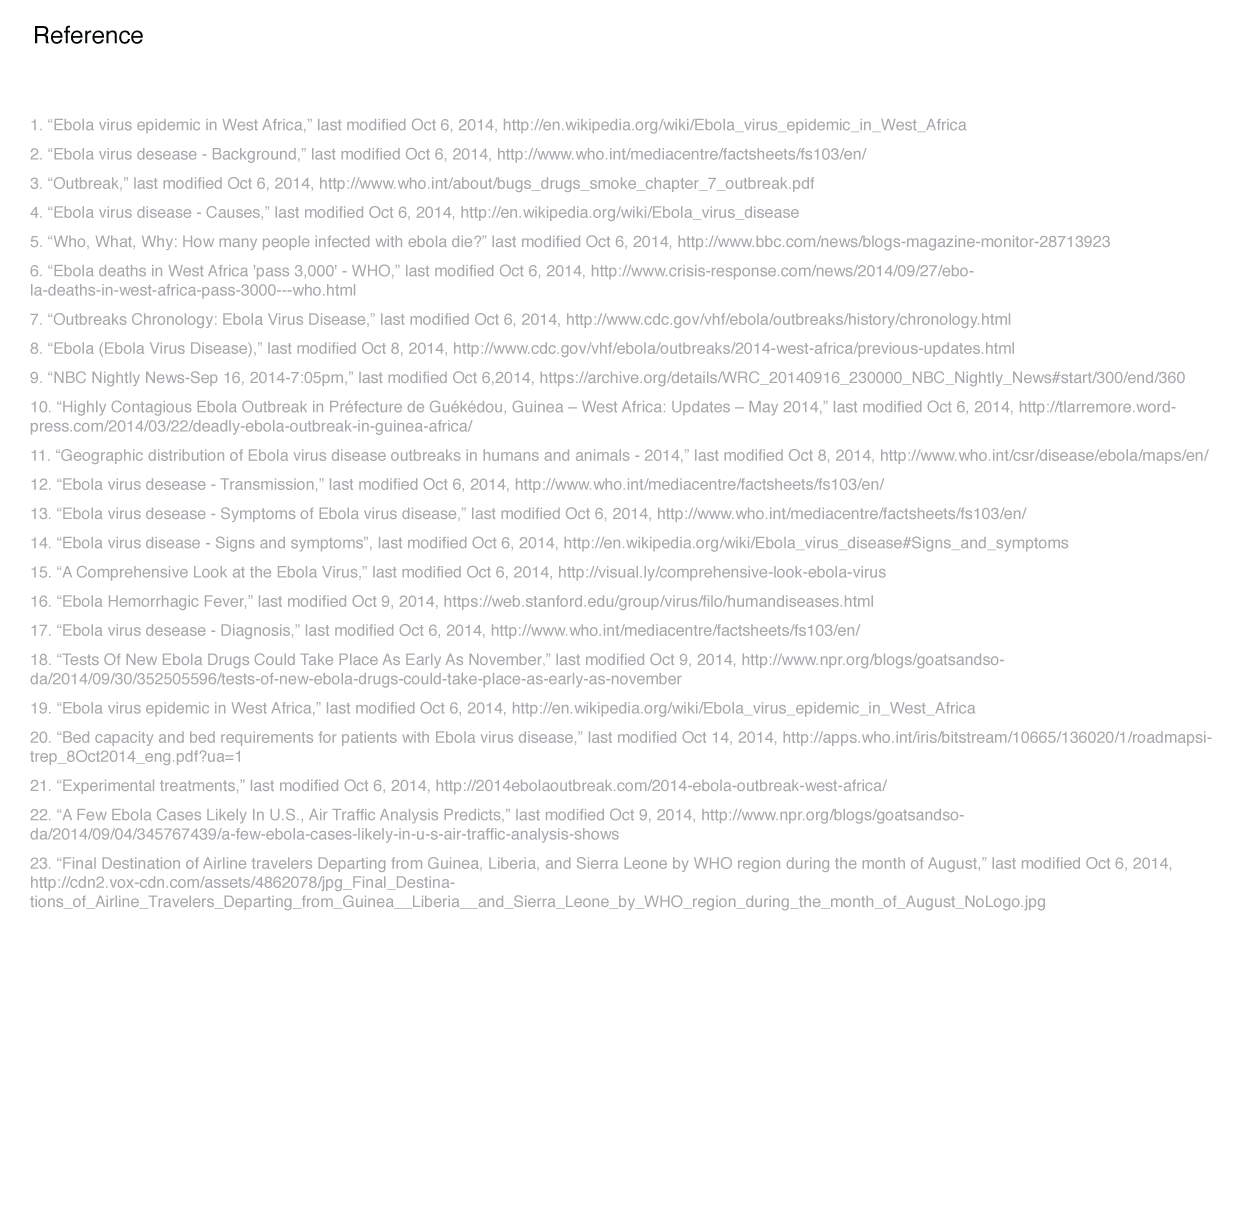 Reference
1. “Ebola virus epidemic in West Africa,” last modified Oct 6, 2014, http://en.wikipedia.org/wiki/Ebola_virus_epidemic_in_West_Africa
2. “Ebola virus desease - Background,” last modified Oct 6, 2014, http://www.who.int/mediacentre/factsheets/fs103/en/
3. “Outbreak,” last modified Oct 6, 2014, http://www.who.int/about/bugs_drugs_smoke_chapter_7_outbreak.pdf
4. “Ebola virus disease - Causes,” last modified Oct 6, 2014, http://en.wikipedia.org/wiki/Ebola_virus_disease
5. “Who, What, Why: How many people infected with ebola die?” last modified Oct 6, 2014, http://www.bbc.com/news/blogs-magazine-monitor-28713923
6. “Ebola deaths in West Africa 'pass 3,000' - WHO,” last modified Oct 6, 2014, http://www.crisis-response.com/news/2014/09/27/ebo-
la-deaths-in-west-africa-pass-3000---who.html
7. “Outbreaks Chronology: Ebola Virus Disease,” last modified Oct 6, 2014, http://www.cdc.gov/vhf/ebola/outbreaks/history/chronology.html
8. “Ebola (Ebola Virus Disease),” last modified Oct 8, 2014, http://www.cdc.gov/vhf/ebola/outbreaks/2014-west-africa/previous-updates.html
9. “NBC Nightly News-Sep 16, 2014-7:05pm,” last modified Oct 6,2014, https://archive.org/details/WRC_20140916_230000_NBC_Nightly_News#start/300/end/360
10. “Highly Contagious Ebola Outbreak in Préfecture de Guékédou, Guinea – West Africa: Updates – May 2014,” last modified Oct 6, 2014, http://tlarremore.word-
press.com/2014/03/22/deadly-ebola-outbreak-in-guinea-africa/
11. “Geographic distribution of Ebola virus disease outbreaks in humans and animals - 2014,” last modified Oct 8, 2014, http://www.who.int/csr/disease/ebola/maps/en/
12. “Ebola virus desease - Transmission,” last modified Oct 6, 2014, http://www.who.int/mediacentre/factsheets/fs103/en/
13. “Ebola virus desease - Symptoms of Ebola virus disease,” last modified Oct 6, 2014, http://www.who.int/mediacentre/factsheets/fs103/en/
14. “Ebola virus disease - Signs and symptoms”, last modified Oct 6, 2014, http://en.wikipedia.org/wiki/Ebola_virus_disease#Signs_and_symptoms
15. “A Comprehensive Look at the Ebola Virus,” last modified Oct 6, 2014, http://visual.ly/comprehensive-look-ebola-virus
16. “Ebola Hemorrhagic Fever,” last modified Oct 9, 2014, https://web.stanford.edu/group/virus/filo/humandiseases.html
17. “Ebola virus desease - Diagnosis,” last modified Oct 6, 2014, http://www.who.int/mediacentre/factsheets/fs103/en/
18. “Tests Of New Ebola Drugs Could Take Place As Early As November,” last modified Oct 9, 2014, http://www.npr.org/blogs/goatsandso-
da/2014/09/30/352505596/tests-of-new-ebola-drugs-could-take-place-as-early-as-november
19. “Ebola virus epidemic in West Africa,” last modified Oct 6, 2014, http://en.wikipedia.org/wiki/Ebola_virus_epidemic_in_West_Africa
20. “Bed capacity and bed requirements for patients with Ebola virus disease,” last modified Oct 14, 2014, http://apps.who.int/iris/bitstream/10665/136020/1/roadmapsi-
trep_8Oct2014_eng.pdf?ua=1
21. “Experimental treatments,” last modified Oct 6, 2014, http://2014ebolaoutbreak.com/2014-ebola-outbreak-west-africa/
22. “A Few Ebola Cases Likely In U.S., Air Traffic Analysis Predicts,” last modified Oct 9, 2014, http://www.npr.org/blogs/goatsandso-
da/2014/09/04/345767439/a-few-ebola-cases-likely-in-u-s-air-traffic-analysis-shows
23. “Final Destination of Airline travelers Departing from Guinea, Liberia, and Sierra Leone by WHO region during the month of August,” last modified Oct 6, 2014,
http://cdn2.vox-cdn.com/assets/4862078/jpg_Final_Destina-
tions_of_Airline_Travelers_Departing_from_Guinea__Liberia__and_Sierra_Leone_by_WHO_region_during_the_month_of_August_NoLogo.jpg